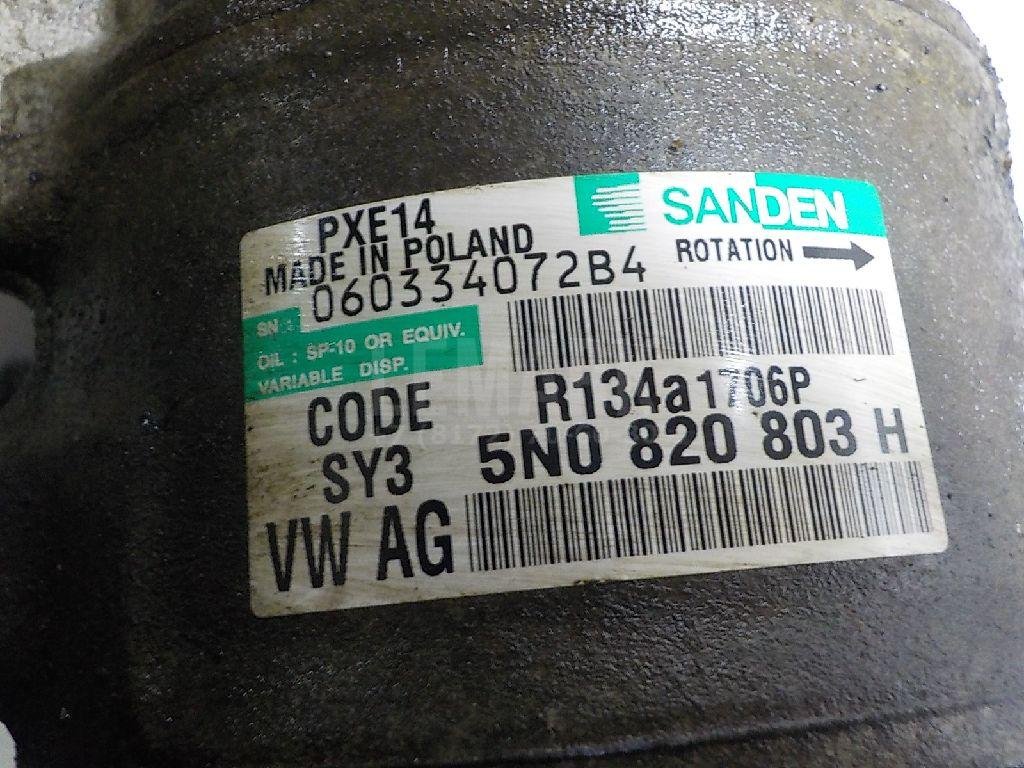 PXE14
SANDEN
MADE IN POLAND
ROTATION
SN : 060334072B4
OIL : SP-10 OR EQUIV.
VARIABLE DISP.
CODE R134a1706P
SY3 5N0 820 803 H
VW AG